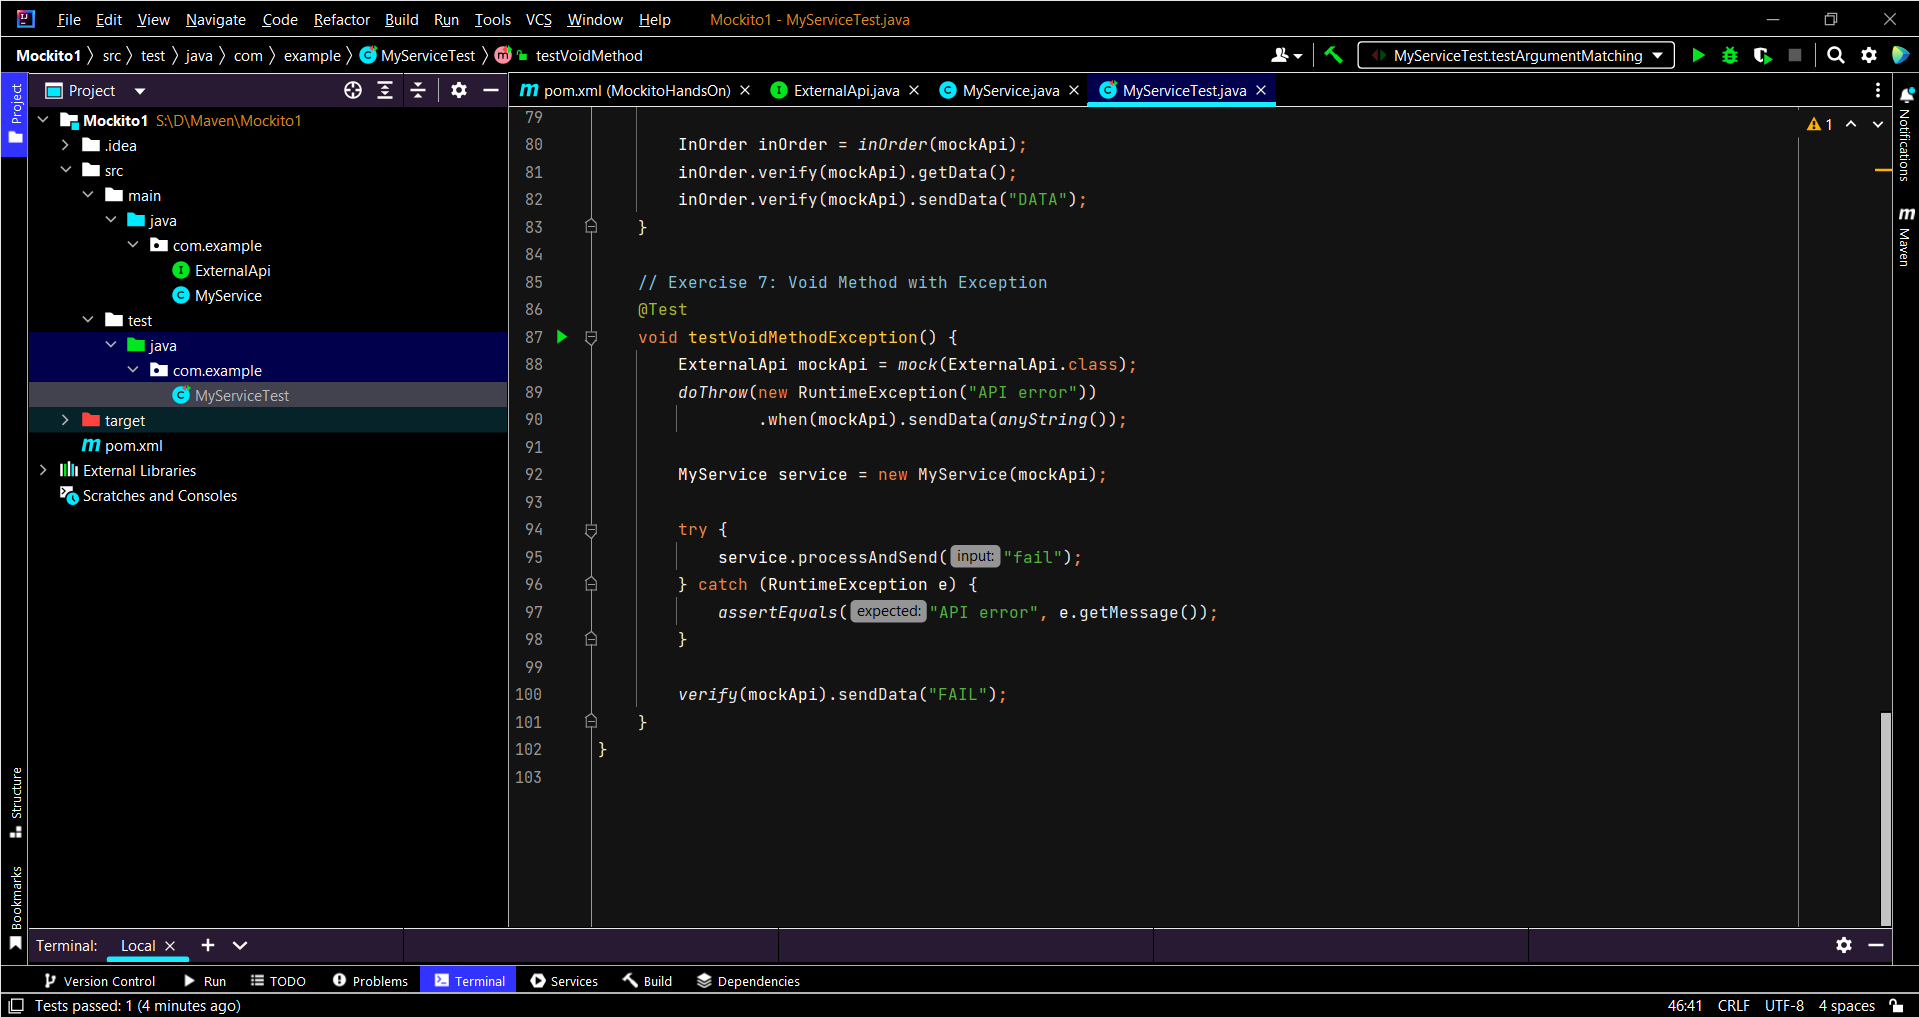 File Edit View Navigate Code Refactor Build Run Tools VCS Window Help Mockito1 - MyServiceTest.java
Mockito1 src test java com example MyServiceTest m testVoidMethod MyServiceTest.testArgumentMatching
Project
Project
Mockito1 S:\D\Maven\Mockito1
.idea
src
main
java
com.example
ExternalApi
MyService
test
java
com.example
MyServiceTest
target
pom.xml
External Libraries
Scratches and Consoles
Structure
Bookmarks
pom.xml (MockitoHandsOn) ExternalApi.java MyService.java MyServiceTest.java
1
79
80 InOrder inOrder = inOrder(mockApi);
81 inOrder.verify(mockApi).getData();
82 inOrder.verify(mockApi).sendData("DATA");
83 }
84
85 // Exercise 7: Void Method with Exception
86 @Test
87 void testVoidMethodException() {
88 ExternalApi mockApi = mock(ExternalApi.class);
89 doThrow(new RuntimeException("API error"))
90 .when(mockApi).sendData(anyString());
91
92 MyService service = new MyService(mockApi);
93
94 try {
95 service.processAndSend( input: "fail");
96 } catch (RuntimeException e) {
97 assertEquals( expected: "API error", e.getMessage());
98 }
99
100 verify(mockApi).sendData("FAIL");
101 }
102 }
103
Notifications
Maven
Terminal: Local
Version Control Run TODO Problems Terminal Services Build Dependencies
Tests passed: 1 (4 minutes ago) 46:41 CRLF UTF-8 4 spaces